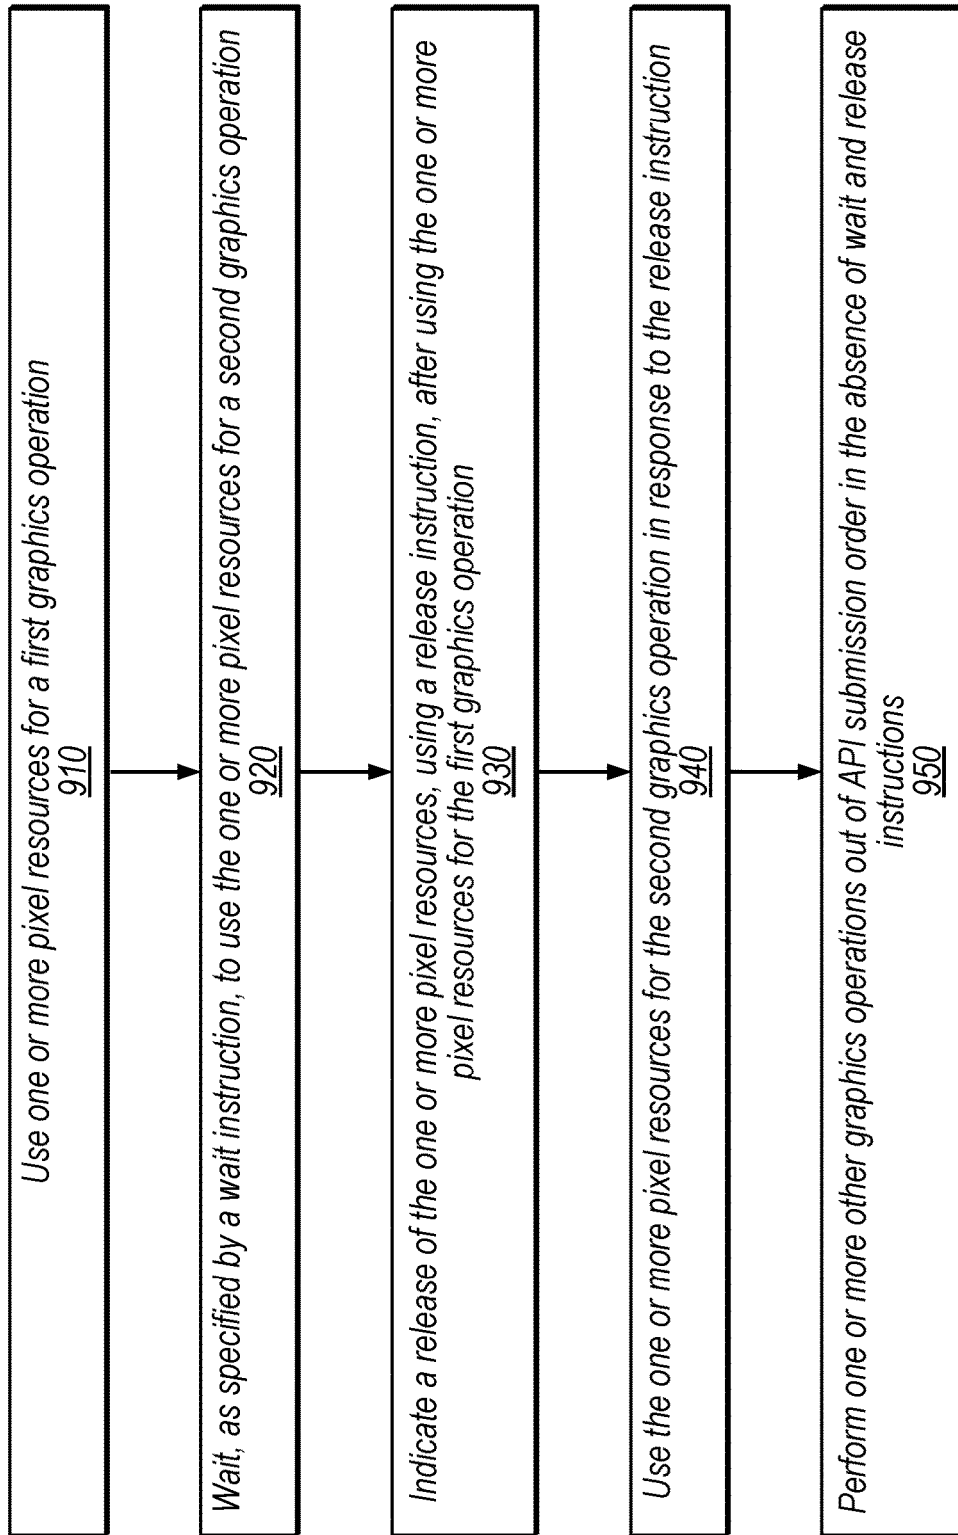 Use one or more pixel resources for a first graphics operation
910
Wait, as specified by a wait instruction, to use the one or more pixel resources for a second graphics operation
920
Indicate a release of the one or more pixel resources, using a release instruction, after using the one or more
pixel resources for the first graphics operation
930
Use the one or more pixel resources for the second graphics operation in response to the release instruction
940
Perform one or more other graphics operations out of API submission order in the absence of wait and release
instructions
950